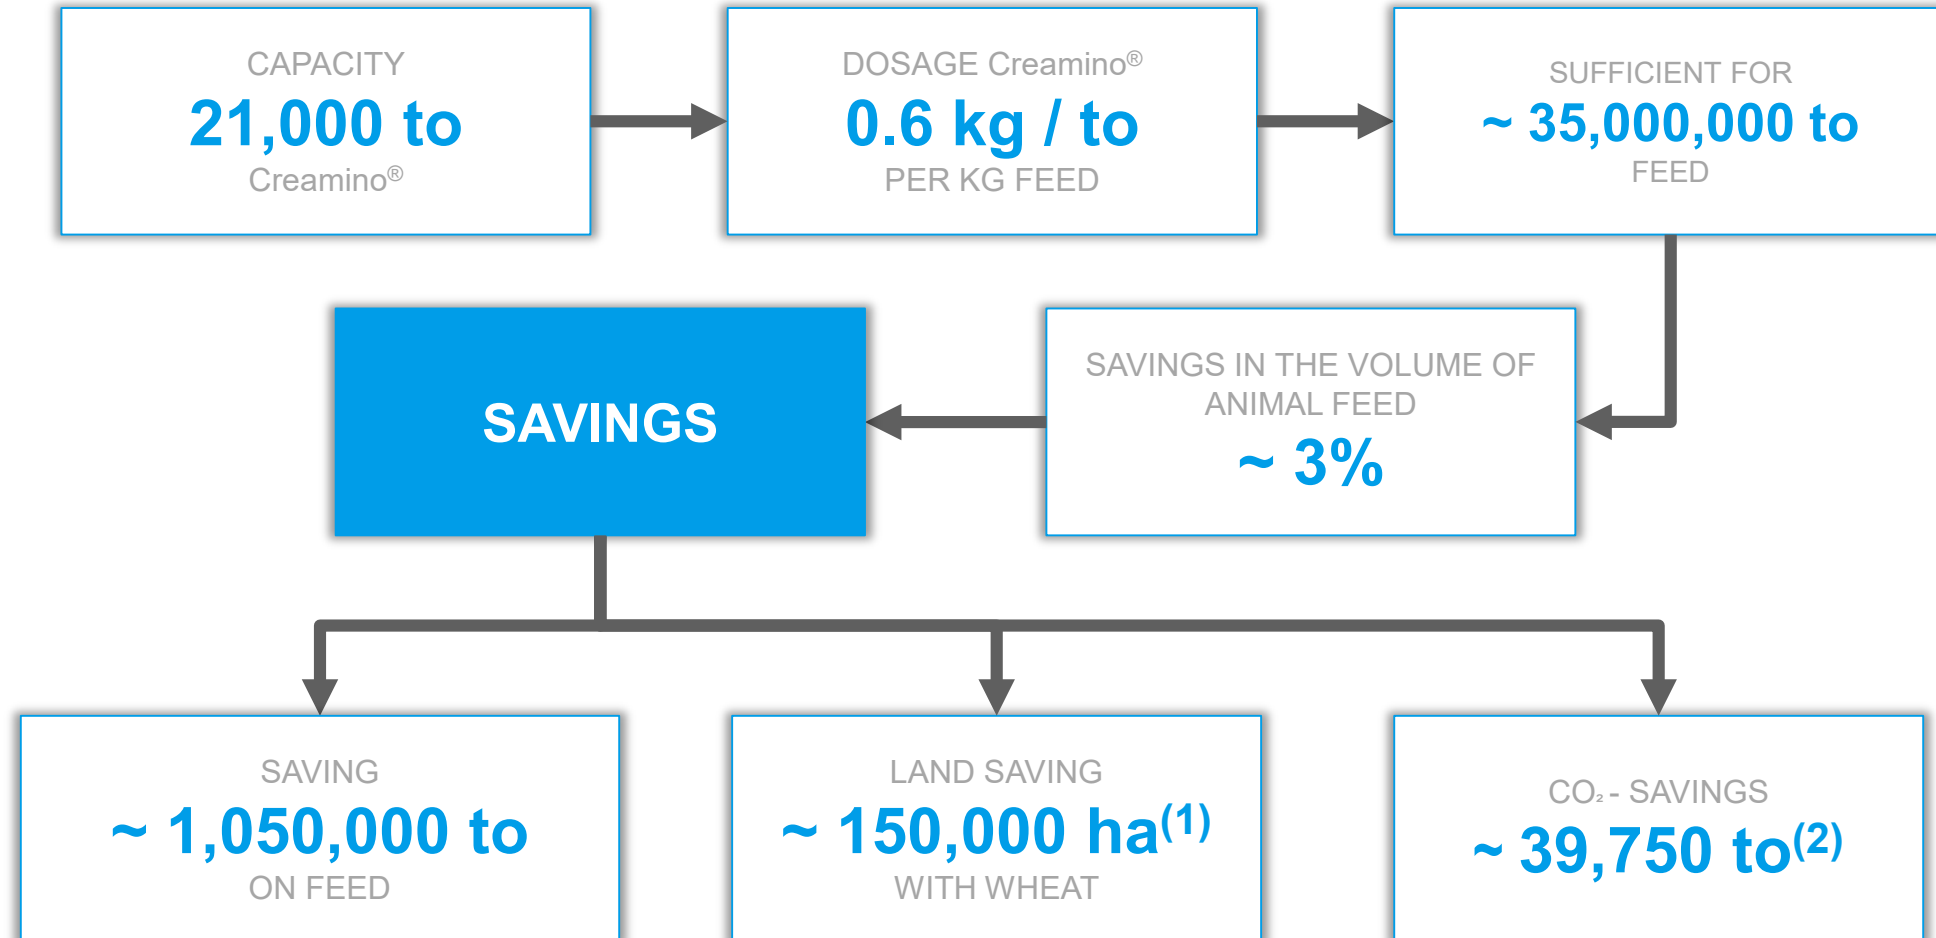 CAPACITY
21,000 to
Creamino®
DOSAGE Creamino®
0.6 kg / to
PER KG FEED
SUFFICIENT FOR
~ 35,000,000 to
FEED
SAVINGS IN THE VOLUME OF
ANIMAL FEED
~ 3%
SAVINGS
SAVING
~ 1,050,000 to
ON FEED
LAND SAVING
~ 150,000 ha(1)
WITH WHEAT
CO₂ - SAVINGS
~ 39,750 to(2)